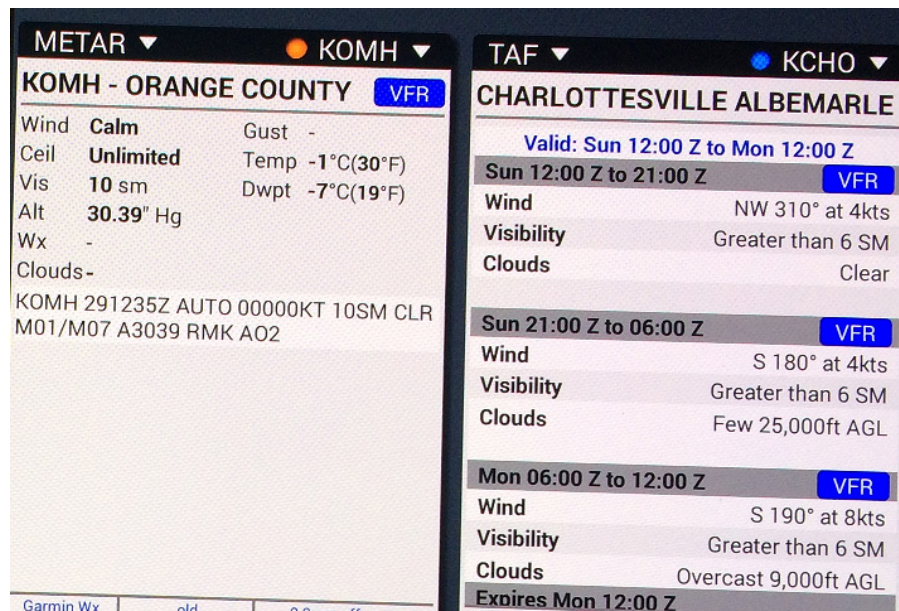 METAR KOMH
KOMH - ORANGE COUNTY VFR
Wind Calm Gust -
Ceil Unlimited Temp -1°C(30°F)
Vis 10 sm Dwpt -7°C(19°F)
Alt 30.39" Hg
Wx -
Clouds -
KOMH 291235Z AUTO 00000KT 10SM CLR
M01/M07 A3039 RMK AO2
Garmin Wx old
TAF KCHO
CHARLOTTESVILLE ALBEMARLE
Valid: Sun 12:00 Z to Mon 12:00 Z
Sun 12:00 Z to 21:00 Z VFR
Wind NW 310° at 4kts
Visibility Greater than 6 SM
Clouds Clear
Sun 21:00 Z to 06:00 Z VFR
Wind S 180° at 4kts
Visibility Greater than 6 SM
Clouds Few 25,000ft AGL
Mon 06:00 Z to 12:00 Z VFR
Wind S 190° at 8kts
Visibility Greater than 6 SM
Clouds Overcast 9,000ft AGL
Expires Mon 12:00 Z